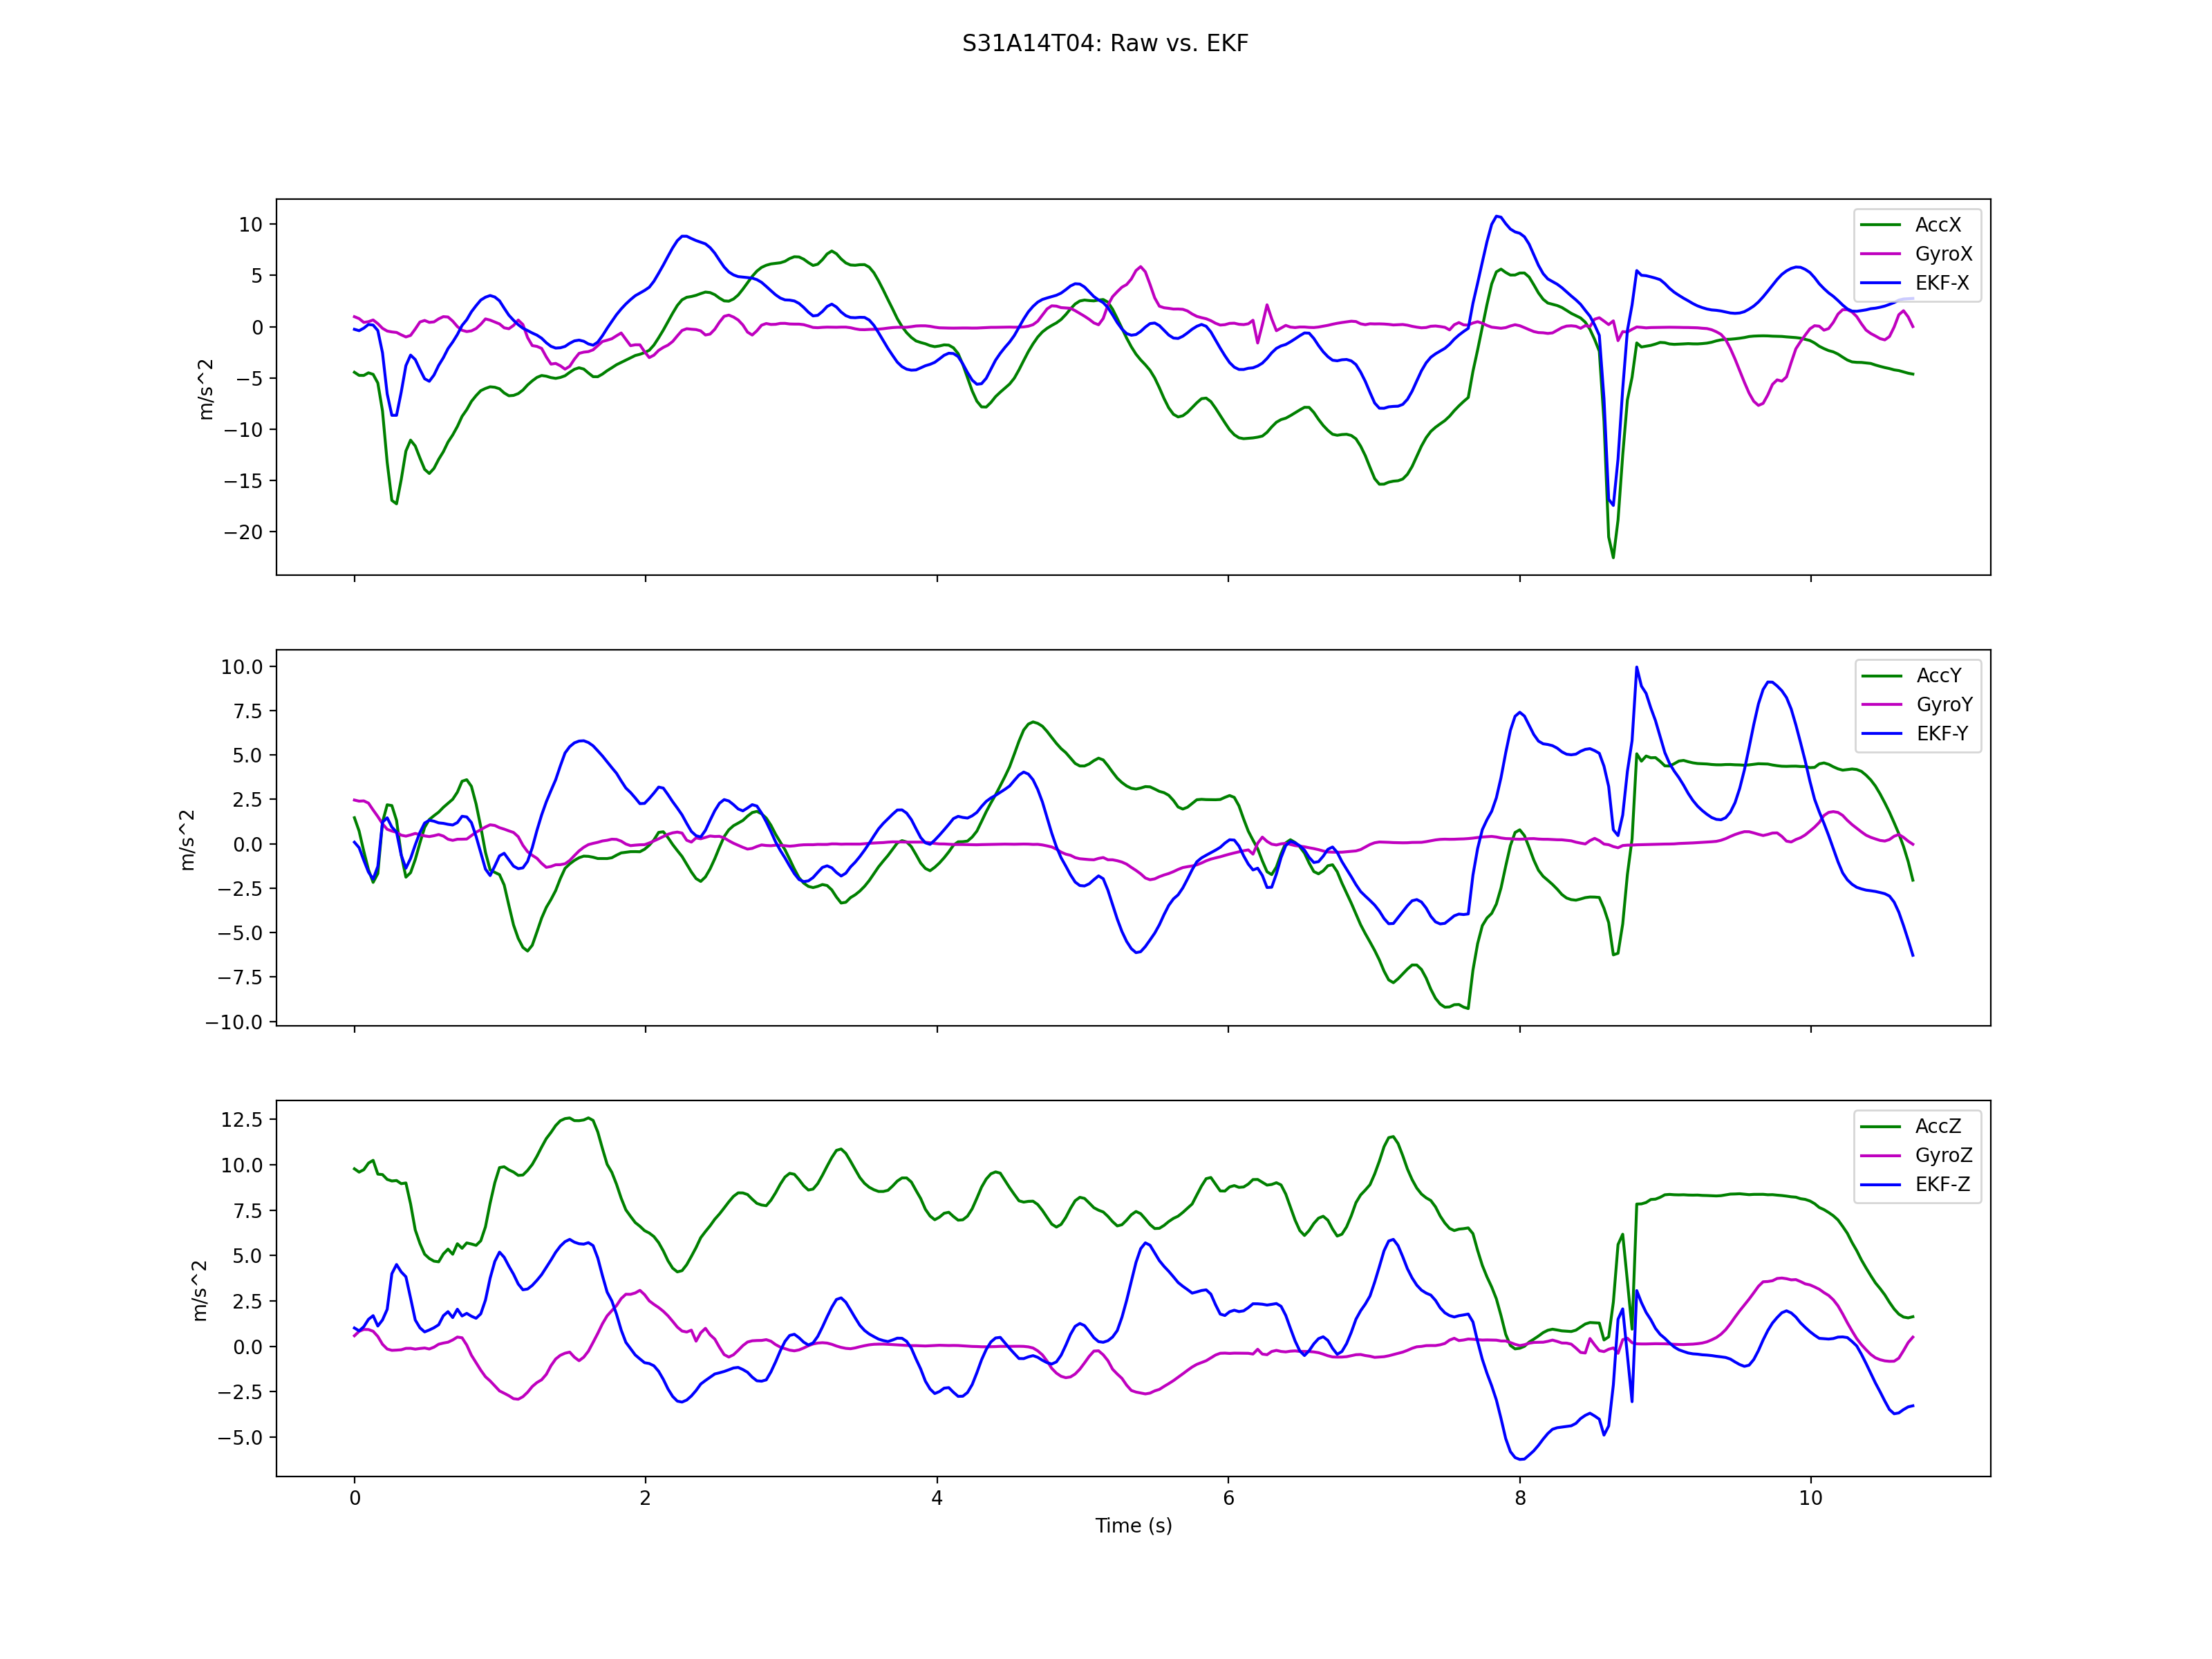 S31A14T04: Raw vs. EKF
10
5
0
−5
−10
−15
−20
m/s^2
AccX
GyroX
EKF-X
10.0
7.5
5.0
2.5
0.0
−2.5
−5.0
−7.5
−10.0
m/s^2
AccY
GyroY
EKF-Y
12.5
10.0
7.5
5.0
2.5
0.0
−2.5
−5.0
m/s^2
AccZ
GyroZ
EKF-Z
0 2 4 6 8 10
Time (s)